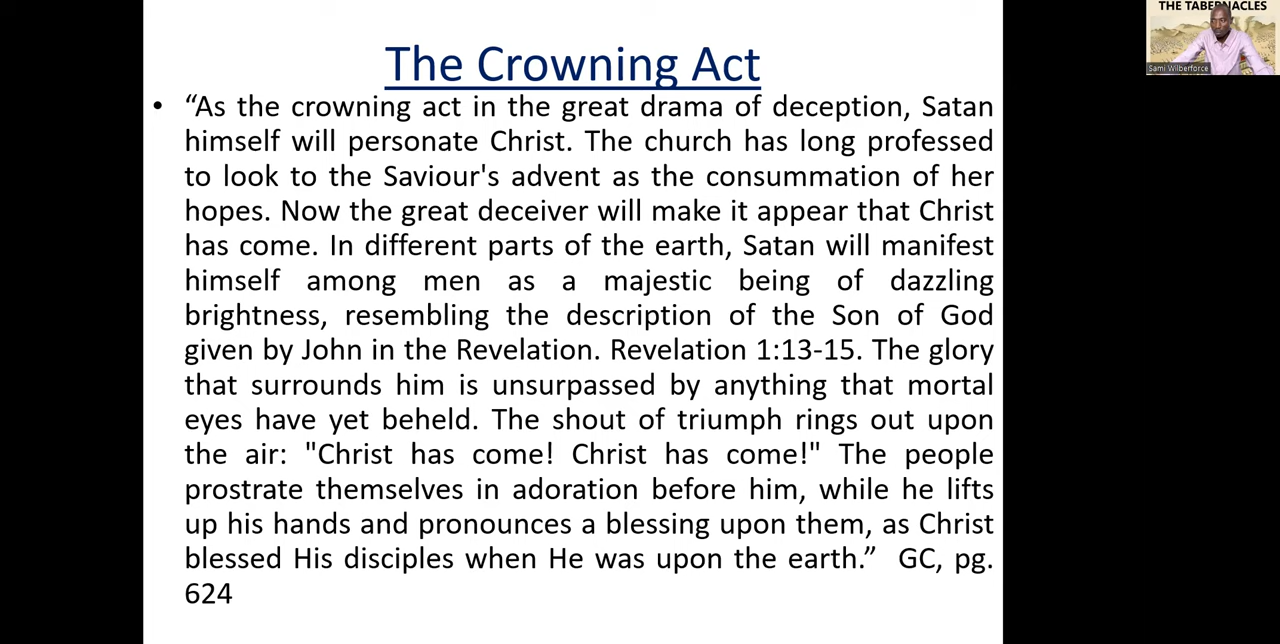 THE TABERNACLES
Sami Wilberforce
The Crowning Act
• “As the crowning act in the great drama of deception, Satan
himself will personate Christ. The church has long professed
to look to the Saviour's advent as the consummation of her
hopes. Now the great deceiver will make it appear that Christ
has come. In different parts of the earth, Satan will manifest
himself among men as a majestic being of dazzling
brightness, resembling the description of the Son of God
given by John in the Revelation. Revelation 1:13-15. The glory
that surrounds him is unsurpassed by anything that mortal
eyes have yet beheld. The shout of triumph rings out upon
the air: "Christ has come! Christ has come!" The people
prostrate themselves in adoration before him, while he lifts
up his hands and pronounces a blessing upon them, as Christ
blessed His disciples when He was upon the earth.” GC, pg.
624